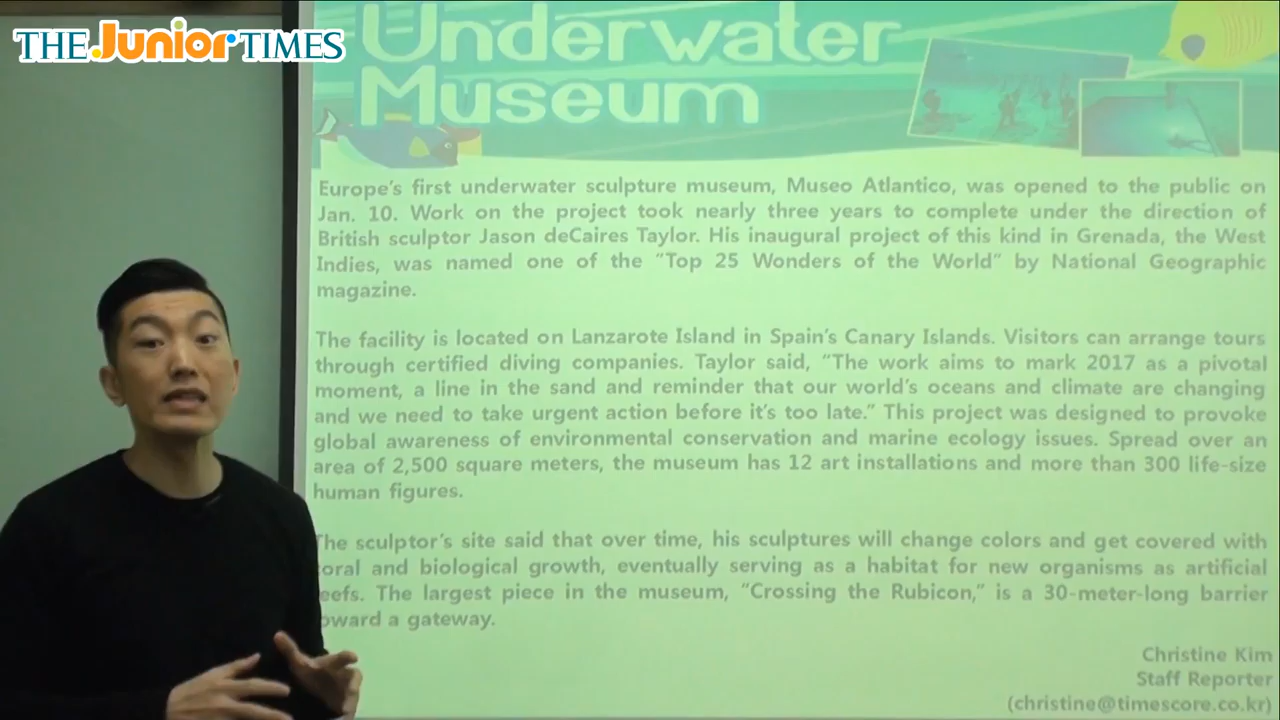 THE Junior TIMES
Underwater
Museum
Europe's first underwater sculpture museum, Museo Atlantico, was opened to the public on
Jan. 10. Work on the project took nearly three years to complete under the direction of
British sculptor Jason deCaires Taylor. His inaugural project of this kind in Grenada, the West
Indies, was named one of the "Top 25 Wonders of the World" by National Geographic
magazine.
The facility is located on Lanzarote Island in Spain's Canary Islands. Visitors can arrange tours
through certified diving companies. Taylor said, "The work aims to mark 2017 as a pivotal
moment, a line in the sand and reminder that our world's oceans and climate are changing
and we need to take urgent action before it's too late." This project was designed to provoke
global awareness of environmental conservation and marine ecology issues. Spread over an
area of 2,500 square meters, the museum has 12 art installations and more than 300 life-size
human figures.
The sculptor's site said that over time, his sculptures will change colors and get covered with
coral and biological growth, eventually serving as a habitat for new organisms as artificial
reefs. The largest piece in the museum, "Crossing the Rubicon," is a 30-meter-long barrier
toward a gateway.
Christine Kim
Staff Reporter
(christine@timescore.co.kr)